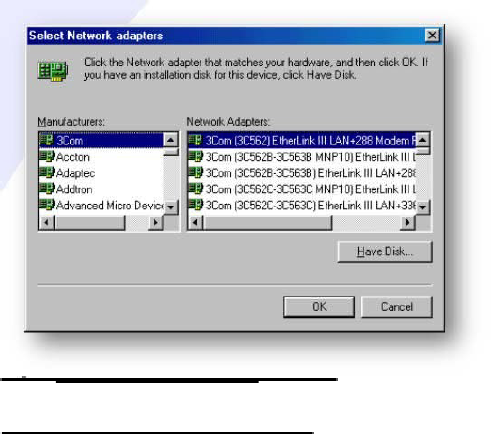 Select Network adapters
Click the Network adapter that matches your hardware, and then click OK. If
you have an installation disk for this device, click Have Disk.
Manufacturers:
3Com
Accton
Adaptec
Addtron
Advanced Micro Device
Network Adapters:
3Com (3C562) EtherLink III LAN+288 Modem
3Com (3C562B-3C563B MNP10) EtherLink III
3Com (3C562B-3C563B) EtherLink III LAN+288
3Com (3C562C-3C563C MNP10) EtherLink III
3Com (3C562C-3C563C) EtherLink III LAN+336
Have Disk...
OK
Cancel